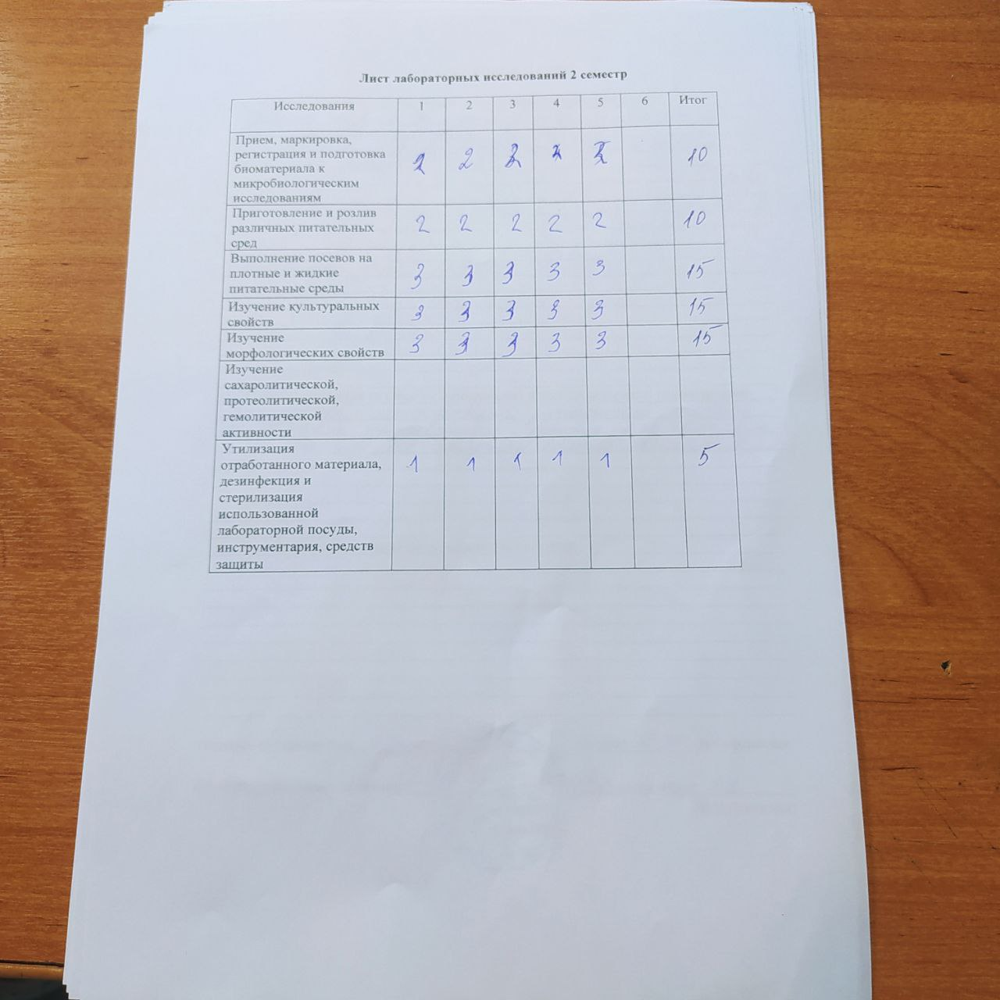 Лист лабораторных исследований 2 семестр
Исследования 1 2 3 4 5 6 Итог
Прием, маркировка,
регистрация и подготовка
биоматериала к
микробиологическим
исследованиям
2 2 2 2 2 10
Приготовление и розлив
различных питательных
сред
2 2 2 2 2 10
Выполнение посевов на
плотные и жидкие
питательные среды
3 3 3 3 3 15
Изучение культуральных
свойств
3 3 3 3 3 15
Изучение
морфологических свойств
3 3 3 3 3 15
Изучение
сахаролитической,
протеолитической,
гемолитической
активности
Утилизация
отработанного материала,
дезинфекция и
стерилизация
использованной
лабораторной посуды,
инструментария, средств
защиты
1 1 1 1 1 5